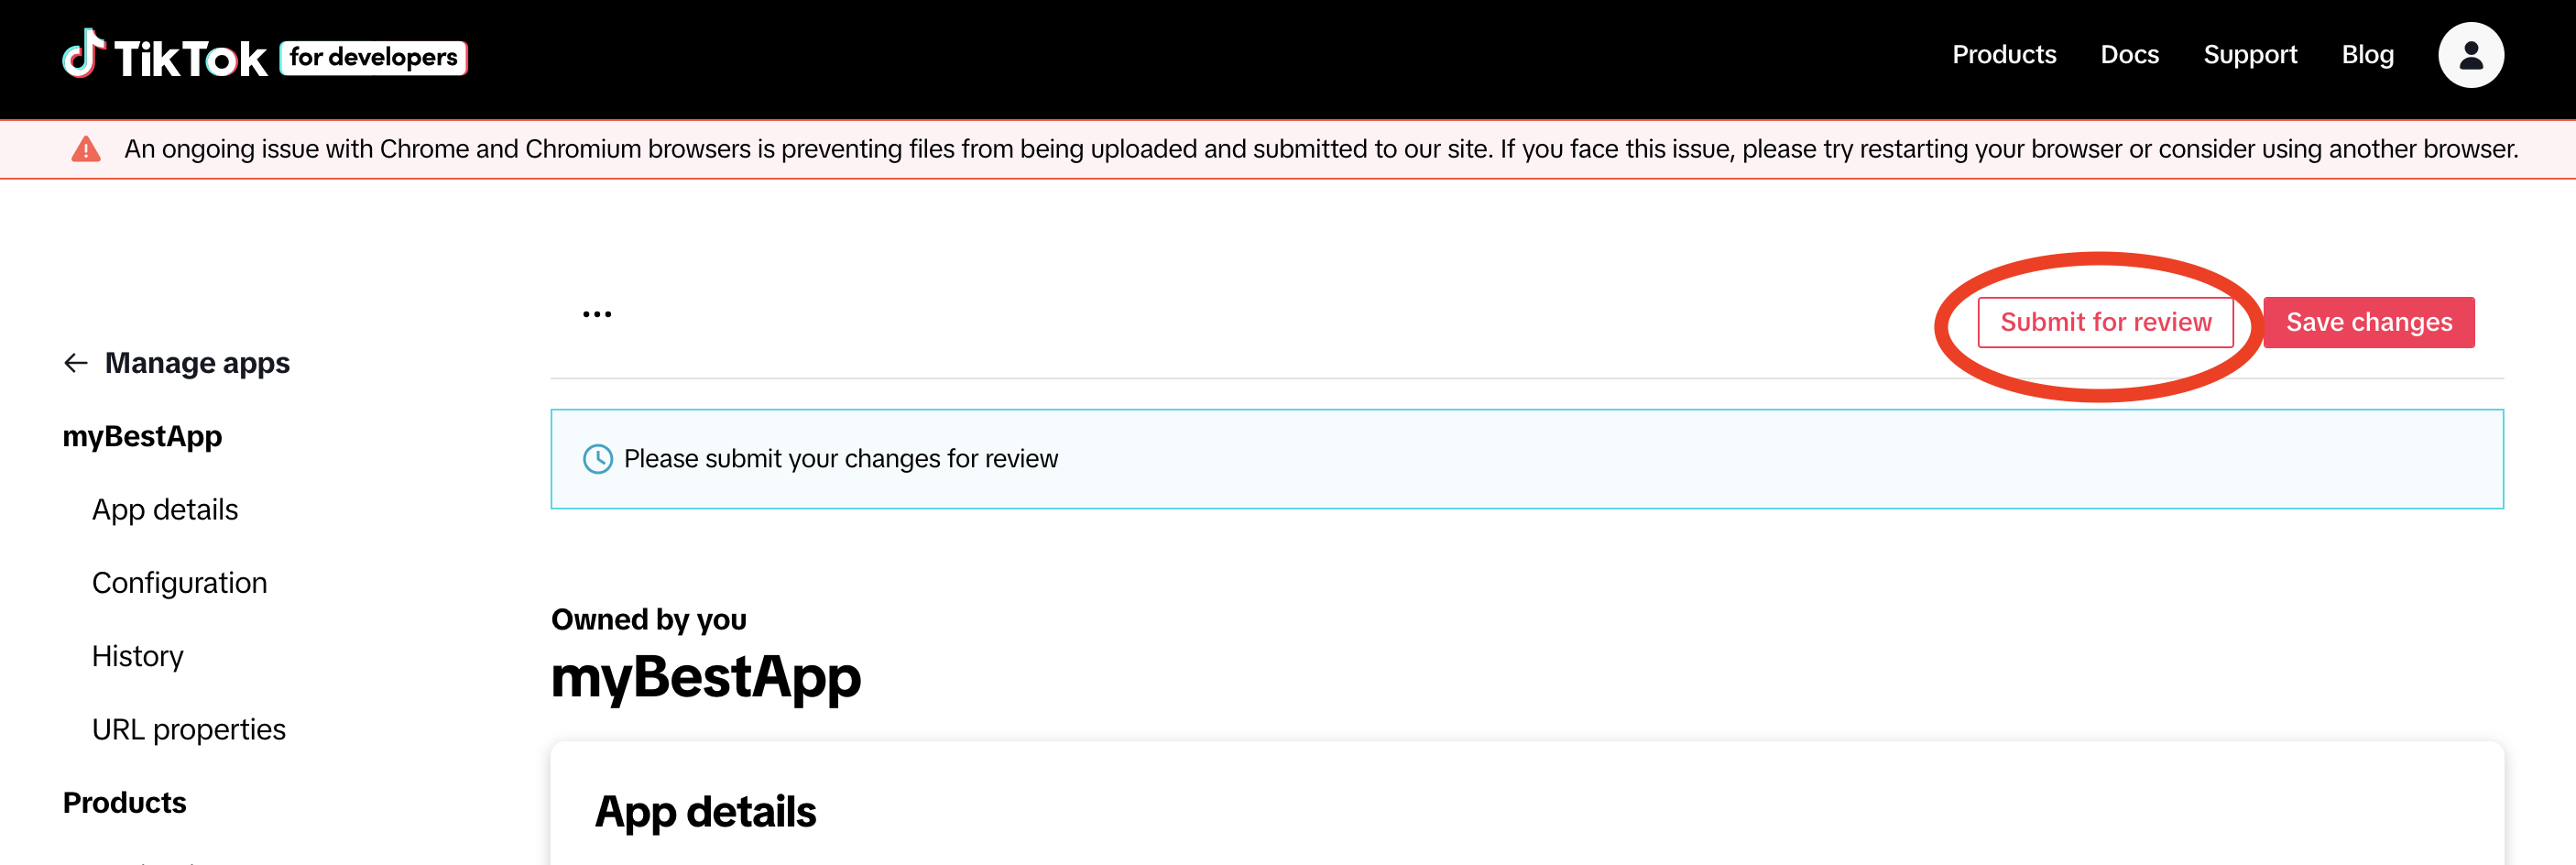 TikTok for developers
Products Docs Support Blog
An ongoing issue with Chrome and Chromium browsers is preventing files from being uploaded and submitted to our site. If you face this issue, please try restarting your browser or consider using another browser.
...
Submit for review Save changes
← Manage apps
myBestApp
App details
Configuration
History
URL properties
Products
Please submit your changes for review
Owned by you
myBestApp
App details